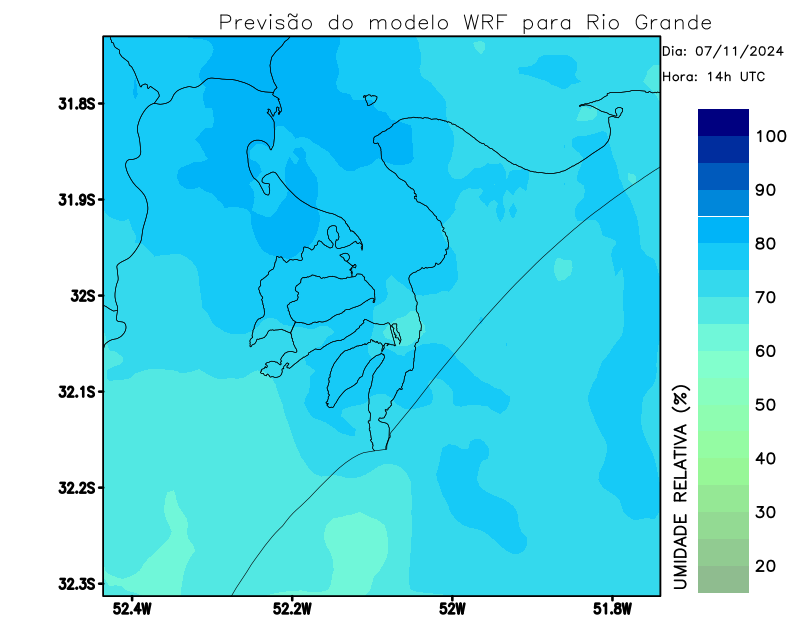 Previsão do modelo WRF para Rio Grande
Dia: 07/11/2024
Hora: 14h UTC
31.8S
31.9S
32S
32.1S
32.2S
32.3S
52.4W
52.2W
52W
51.8W
100
90
80
70
60
50
40
30
20
UMIDADE RELATIVA (%)